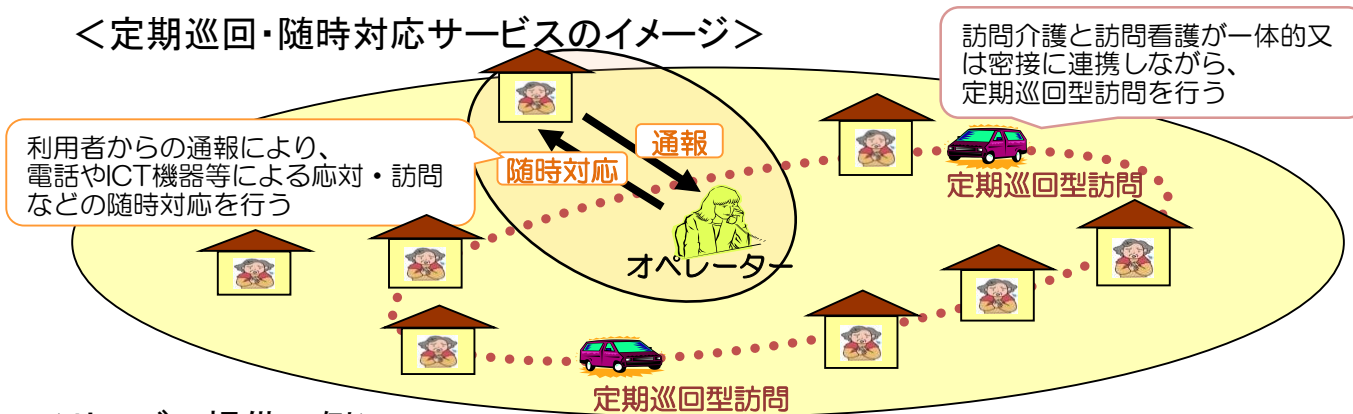 <定期巡回・随時対応サービスのイメージ>
訪問介護と訪問看護が一体的又
は密接に連携しながら、
定期巡回型訪問を行う
利用者からの通報により、
電話やICT機器等による応対・訪問
などの随時対応を行う
通報
随時対応
定期巡回型訪問
オペレーター
定期巡回型訪問